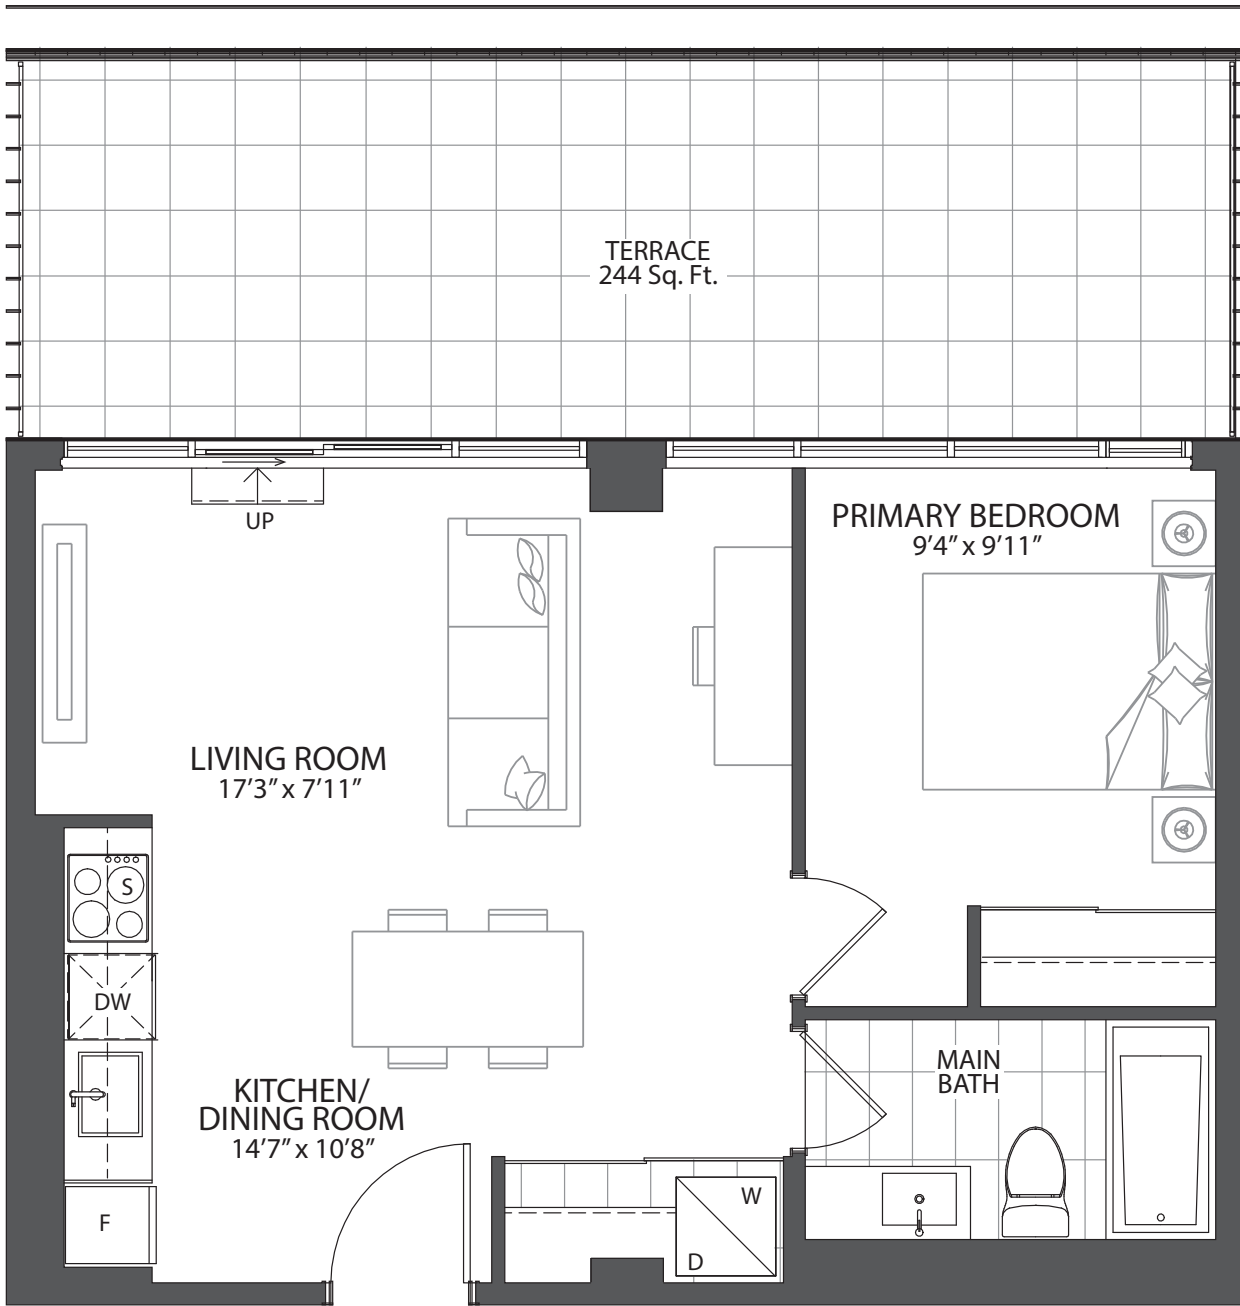 TERRACE
244 Sq. Ft.
UP
PRIMARY BEDROOM
9’4” x 9’11”
LIVING ROOM
17’3” x 7’11”
S
DW
KITCHEN/
DINING ROOM
14’7” x 10’8”
MAIN
BATH
F
W
D